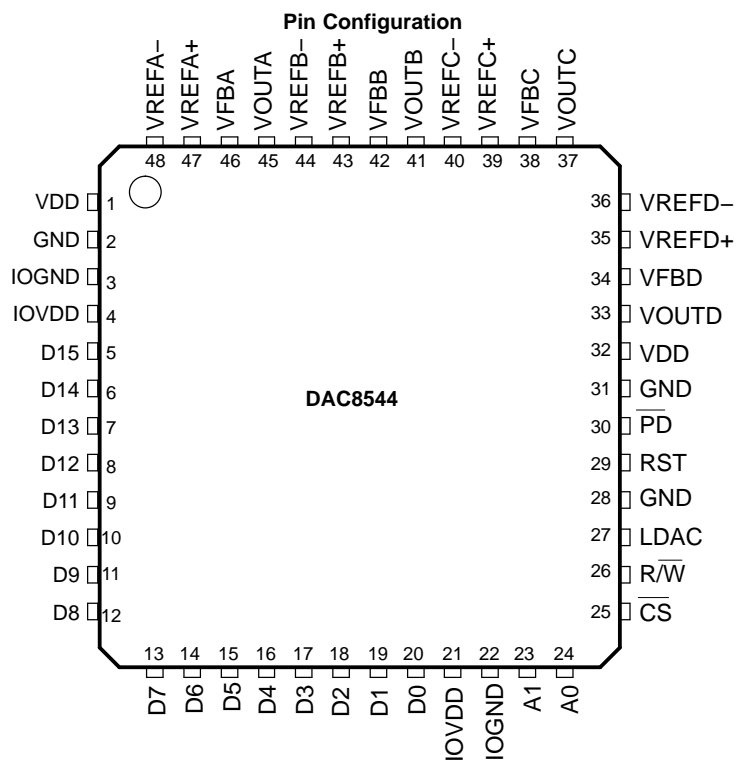 Pin Configuration
VREFA–
VREFA+
VFBA
VOUTA
VREFB–
VREFB+
VFBB
VOUTB
VREFC–
VREFC+
VFBC
VOUTC
48 47 46 45 44 43 42 41 40 39 38 37
VDD 1
GND 2
IOGND 3
IOVDD 4
D15 5
D14 6
D13 7
D12 8
D11 9
D10 10
D9 11
D8 12
DAC8544
36 VREFD–
35 VREFD+
34 VFBD
33 VOUTD
32 VDD
31 GND
30 P̅D̅
29 RST
28 GND
27 LDAC
26 R/W̅
25 C̅S̅
13 14 15 16 17 18 19 20 21 22 23 24
D7
D6
D5
D4
D3
D2
D1
D0
IOVDD
IOGND
A1
A0